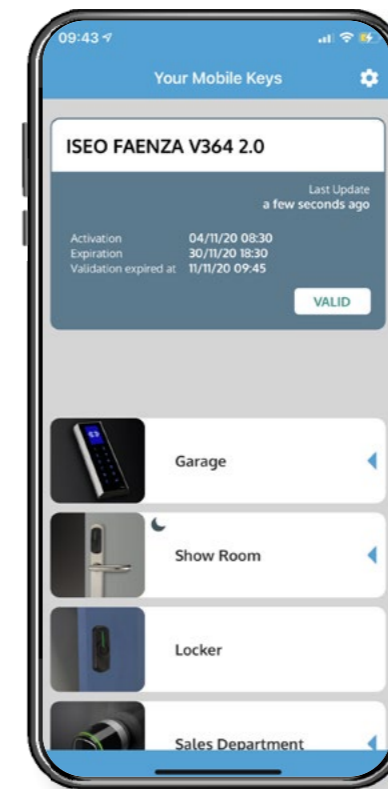 09:43
Your Mobile Keys
ISEO FAENZA V364 2.0
Last Update
a few seconds ago
Activation 04/11/20 08:30
Expiration 30/11/20 18:30
Validation expired at 11/11/20 09:45
VALID
Garage
Show Room
Locker
Sales Department